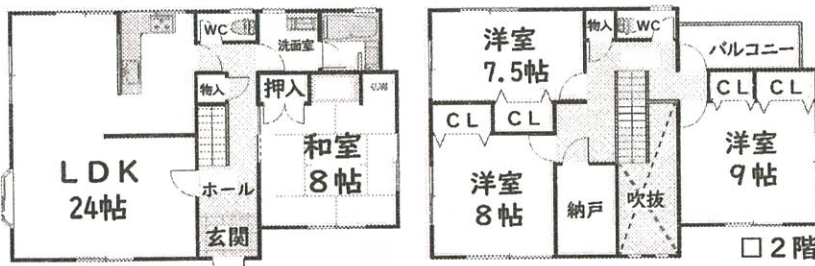 WC
洗面室
物入
押入
仏間
LDK
24帖
ホール
和室
8帖
玄関
洋室
7.5帖
物入
WC
バルコニー
CL
CL
CL
CL
洋室
8帖
納戸
吹抜
洋室
9帖
□2階